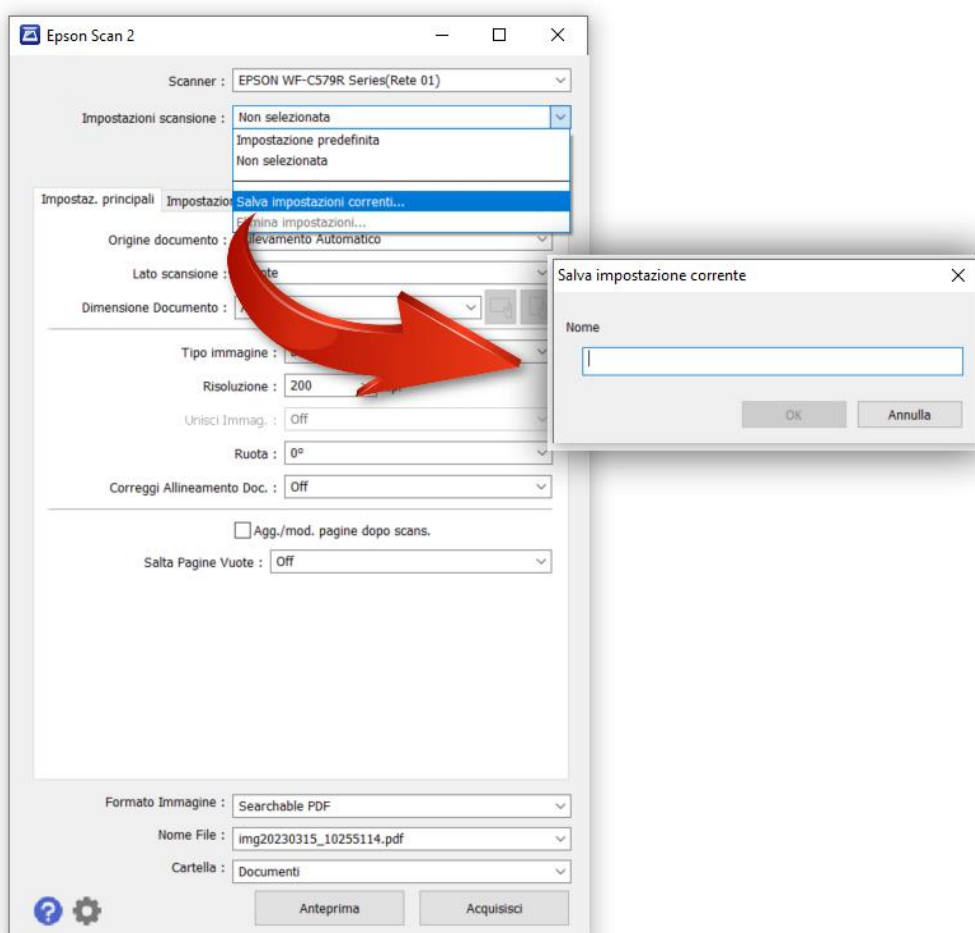 Epson Scan 2
Scanner : EPSON WF-C579R Series(Rete 01)
Impostazioni scansione : Non selezionata
Impostazione predefinita
Non selezionata
Salva impostazioni correnti...
impostazioni...
Impostaz. principali
Origine documento : Automatico
Lato scansione :
Dimensione Documento :
Tipo immagine :
Risoluzione : 200
Unisci Immag. : Off
Ruota : 0°
Correggi Allineamento Doc. : Off
Agg./mod. pagine dopo scans.
Salta Pagine Vuote : Off
Formato Immagine : Searchable PDF
Nome File : img20230315_10255114.pdf
Cartella : Documenti
? Anteprima Acquisisci
Salva impostazione corrente
Nome
OK Annulla